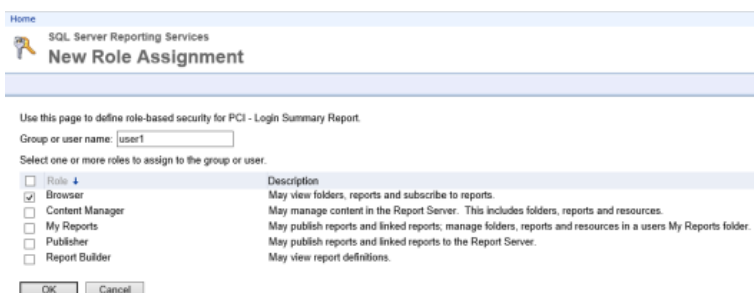 Home
SQL Server Reporting Services
New Role Assignment
Use this page to define role-based security for PCI - Login Summary Report.
Group or user name: user1
Select one or more roles to assign to the group or user.
Role ↓ Description
Browser May view folders, reports and subscribe to reports.
Content Manager May manage content in the Report Server. This includes folders, reports and resources.
My Reports May publish reports and linked reports; manage folders, reports and resources in a users My Reports folder.
Publisher May publish reports and linked reports to the Report Server.
Report Builder May view report definitions.
OK Cancel